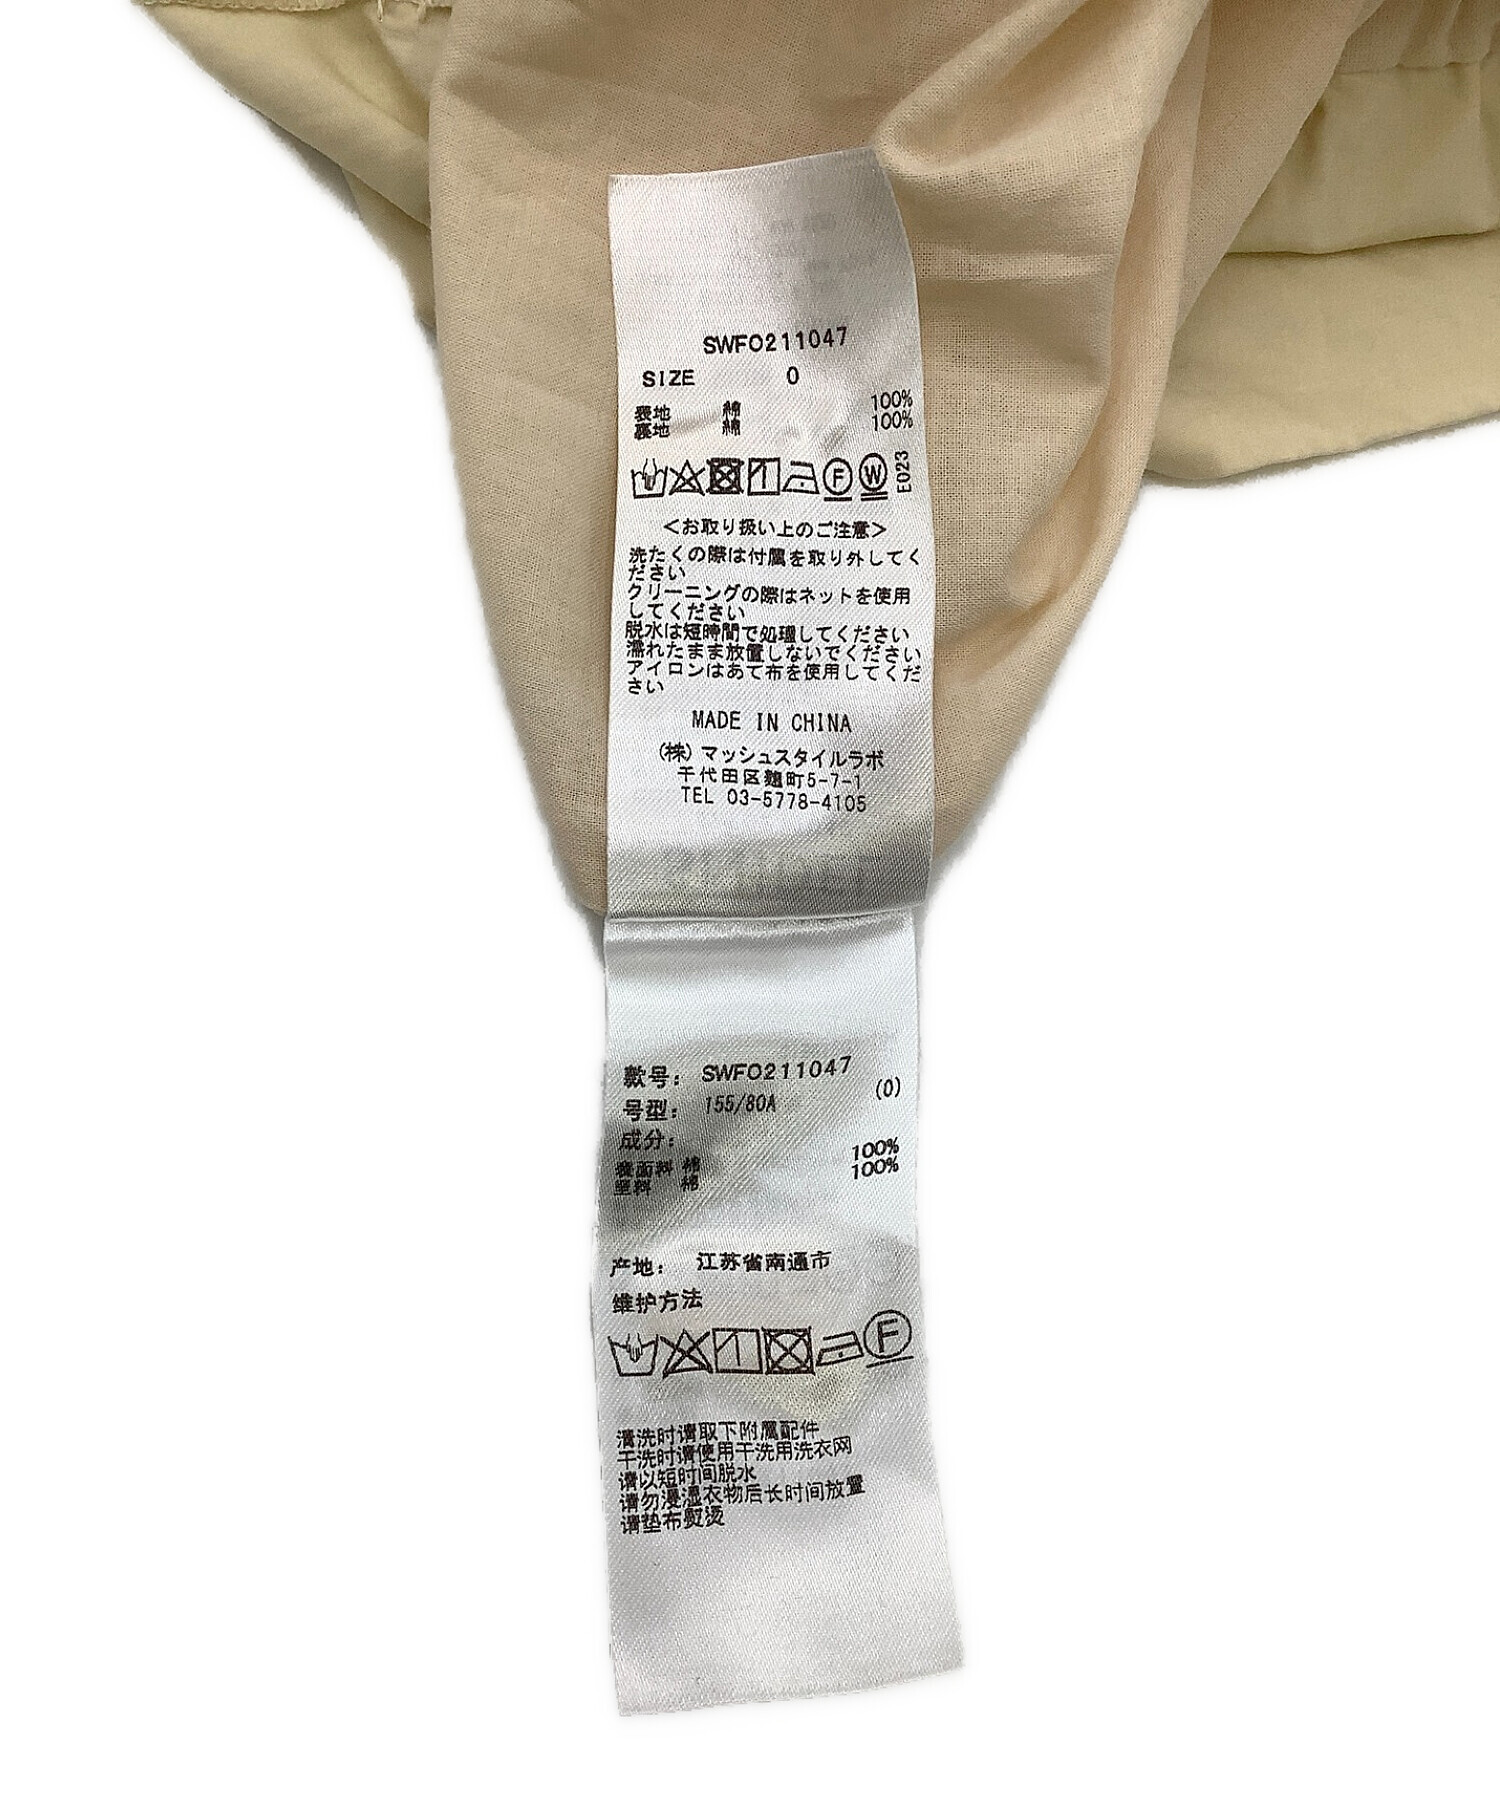 SWFO211047
SIZE 0
表地 綿 100%
裏地 綿 100%
F W E023
<お取り扱い上のご注意>
洗たくの際は付属を取り外してく
ださい
クリーニングの際はネットを使用
してください
脱水は短時間で処理してください
濡れたまま放置しないでください
アイロンはあて布を使用してくだ
さい
MADE IN CHINA
(株)マッシュスタイルラボ
千代田区麹町5-7-1
TEL 03-5778-4105
款号: SWFO211047
号型: 155/80A (0)
成分:
表面料 棉 100%
里料 棉 100%
产地: 江苏省南通市
维护方法
F
清洗时请取下附属配件
干洗时请使用干洗用洗衣网
请以短时间脱水
请勿浸湿衣物后长时间放置
请垫布熨烫